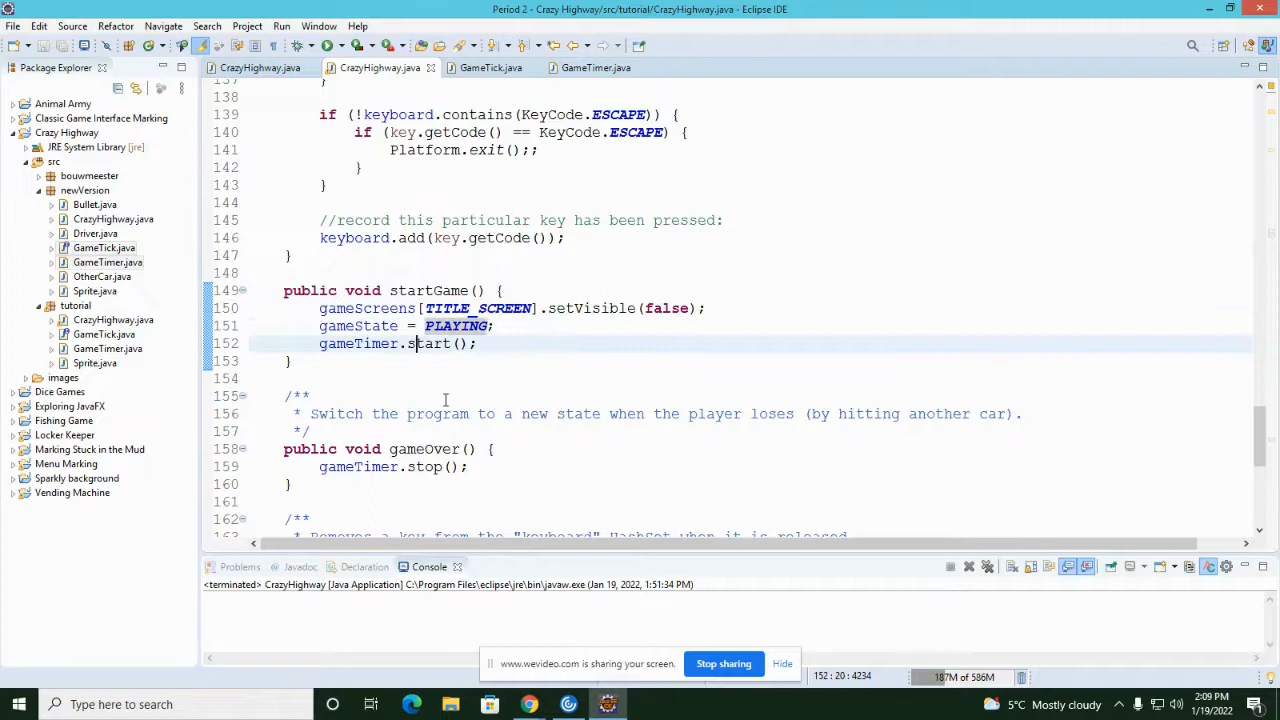 Period 2 - Crazy Highway/src/tutorial/CrazyHighway.java - Eclipse IDE
File Edit Source Refactor Navigate Search Project Run Window Help
Package Explorer
CrazyHighway.java CrazyHighway.java GameTick.java GameTimer.java
Animal Army
Classic Game Interface Marking
Crazy Highway
JRE System Library [jre]
src
bouwmeester
newVersion
Bullet.java
CrazyHighway.java
Driver.java
GameTick.java
GameTimer.java
OtherCar.java
Sprite.java
tutorial
CrazyHighway.java
GameTick.java
GameTimer.java
Sprite.java
images
Dice Games
Exploring JavaFX
Fishing Game
Locker Keeper
Marking Stuck in the Mud
Menu Marking
Sparkly background
Vending Machine
137 }
138
139 if (!keyboard.contains(KeyCode.ESCAPE)) {
140 if (key.getCode() == KeyCode.ESCAPE) {
141 Platform.exit();;
142 }
143 }
144
145 //record this particular key has been pressed:
146 keyboard.add(key.getCode());
147 }
148
149 public void startGame() {
150 gameScreens[TITLE_SCREEN].setVisible(false);
151 gameState = PLAYING;
152 gameTimer.start();
153 }
154
155 /**
156 * Switch the program to a new state when the player loses (by hitting another car).
157 */
158 public void gameOver() {
159 gameTimer.stop();
160 }
161
162 /**
163 * Removes a key from the "keyboard" HashSet when it is released
Problems Javadoc Declaration Console
<terminated> CrazyHighway [Java Application] C:\Program Files\eclipse\jre\bin\javaw.exe (Jan 19, 2022, 1:51:34 PM)
www.wevideo.com is sharing your screen. Stop sharing Hide
152 : 20 : 4234
187M of 586M
Type here to search
5°C Mostly cloudy
2:09 PM
1/19/2022